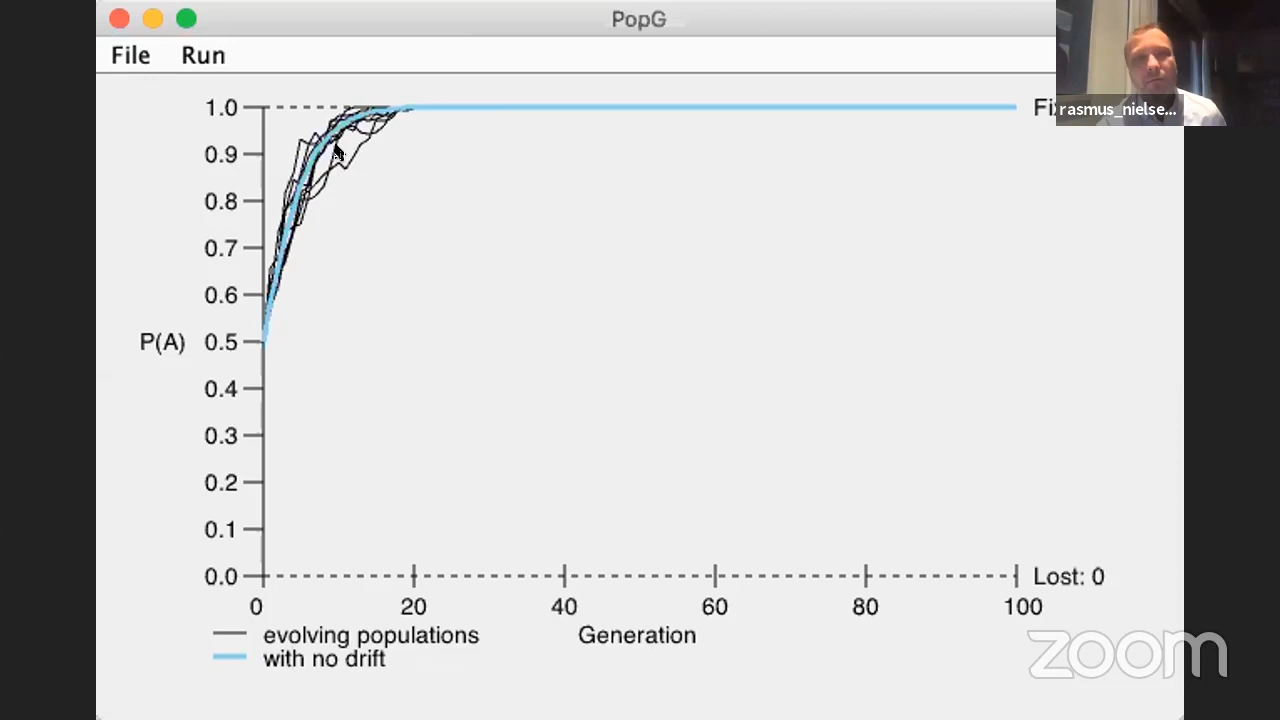 PopG
File Run
1.0
Fix
rasmus_nielse...
0.9
0.8
0.7
0.6
P(A) 0.5
0.4
0.3
0.2
0.1
0.0
Lost: 0
0 20 40 60 80 100
evolving populations
Generation
with no drift
zoom